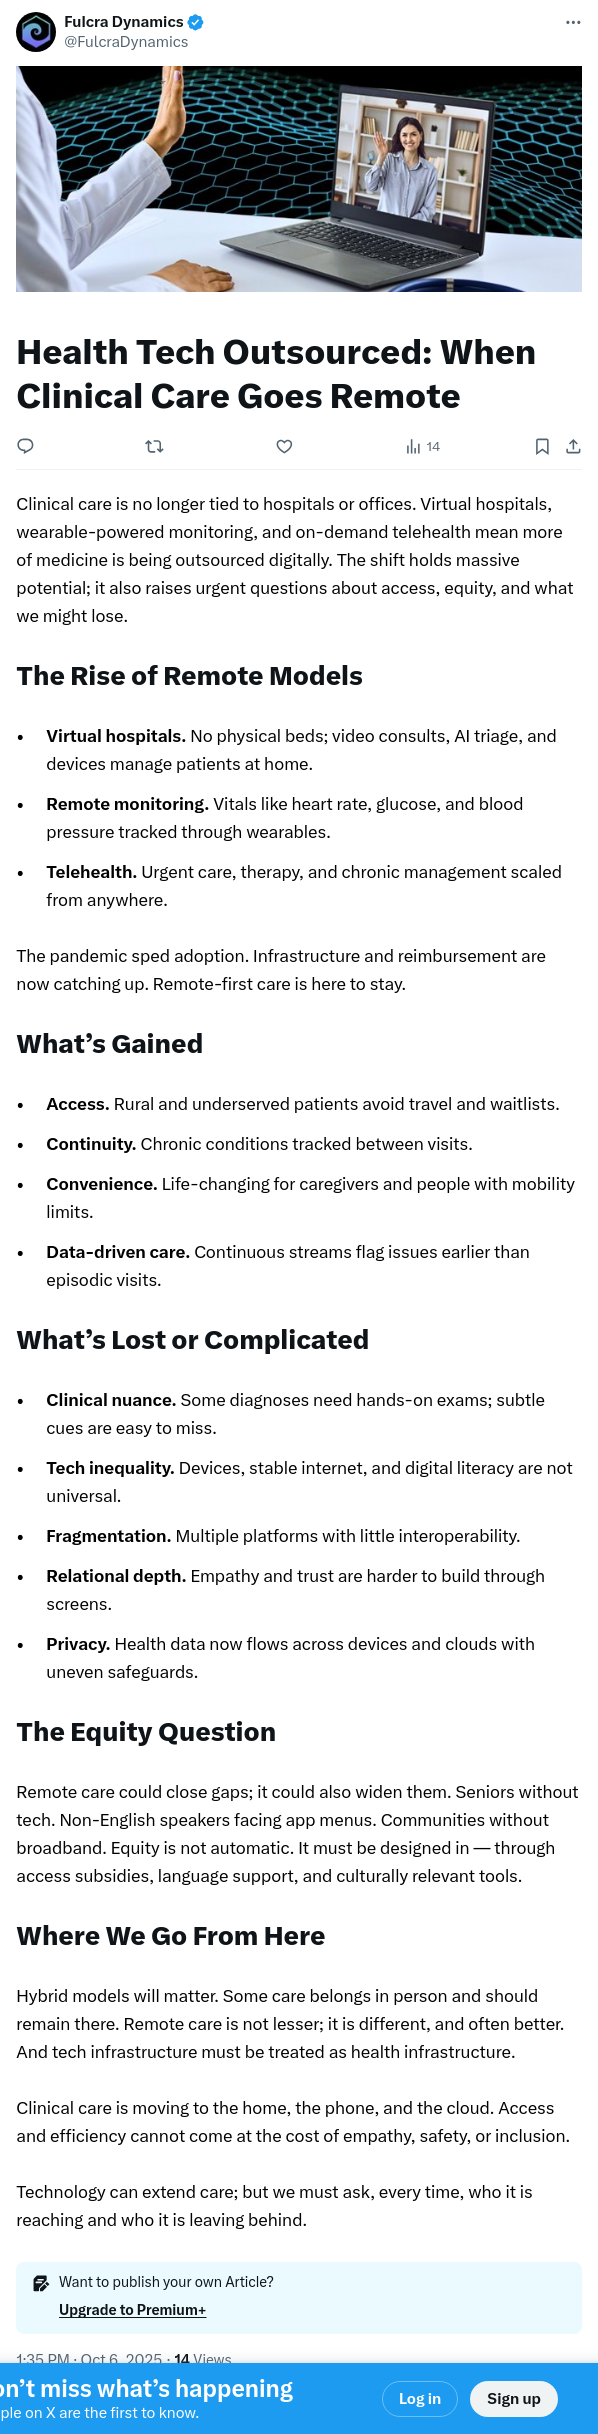 Fulcra Dynamics
@FulcraDynamics
Health Tech Outsourced: When
Clinical Care Goes Remote
14
Clinical care is no longer tied to hospitals or offices. Virtual hospitals,
wearable-powered monitoring, and on-demand telehealth mean more
of medicine is being outsourced digitally. The shift holds massive
potential; it also raises urgent questions about access, equity, and what
we might lose.
The Rise of Remote Models
• Virtual hospitals. No physical beds; video consults, AI triage, and
devices manage patients at home.
• Remote monitoring. Vitals like heart rate, glucose, and blood
pressure tracked through wearables.
• Telehealth. Urgent care, therapy, and chronic management scaled
from anywhere.
The pandemic sped adoption. Infrastructure and reimbursement are
now catching up. Remote-first care is here to stay.
What’s Gained
• Access. Rural and underserved patients avoid travel and waitlists.
• Continuity. Chronic conditions tracked between visits.
• Convenience. Life-changing for caregivers and people with mobility
limits.
• Data-driven care. Continuous streams flag issues earlier than
episodic visits.
What’s Lost or Complicated
• Clinical nuance. Some diagnoses need hands-on exams; subtle
cues are easy to miss.
• Tech inequality. Devices, stable internet, and digital literacy are not
universal.
• Fragmentation. Multiple platforms with little interoperability.
• Relational depth. Empathy and trust are harder to build through
screens.
• Privacy. Health data now flows across devices and clouds with
uneven safeguards.
The Equity Question
Remote care could close gaps; it could also widen them. Seniors without
tech. Non-English speakers facing app menus. Communities without
broadband. Equity is not automatic. It must be designed in — through
access subsidies, language support, and culturally relevant tools.
Where We Go From Here
Hybrid models will matter. Some care belongs in person and should
remain there. Remote care is not lesser; it is different, and often better.
And tech infrastructure must be treated as health infrastructure.
Clinical care is moving to the home, the phone, and the cloud. Access
and efficiency cannot come at the cost of empathy, safety, or inclusion.
Technology can extend care; but we must ask, every time, who it is
reaching and who it is leaving behind.
Want to publish your own Article?
Upgrade to Premium+
1:35 PM · Oct 6, 2025 · 14 Views
on’t miss what’s happening
ple on X are the first to know.
Log in
Sign up